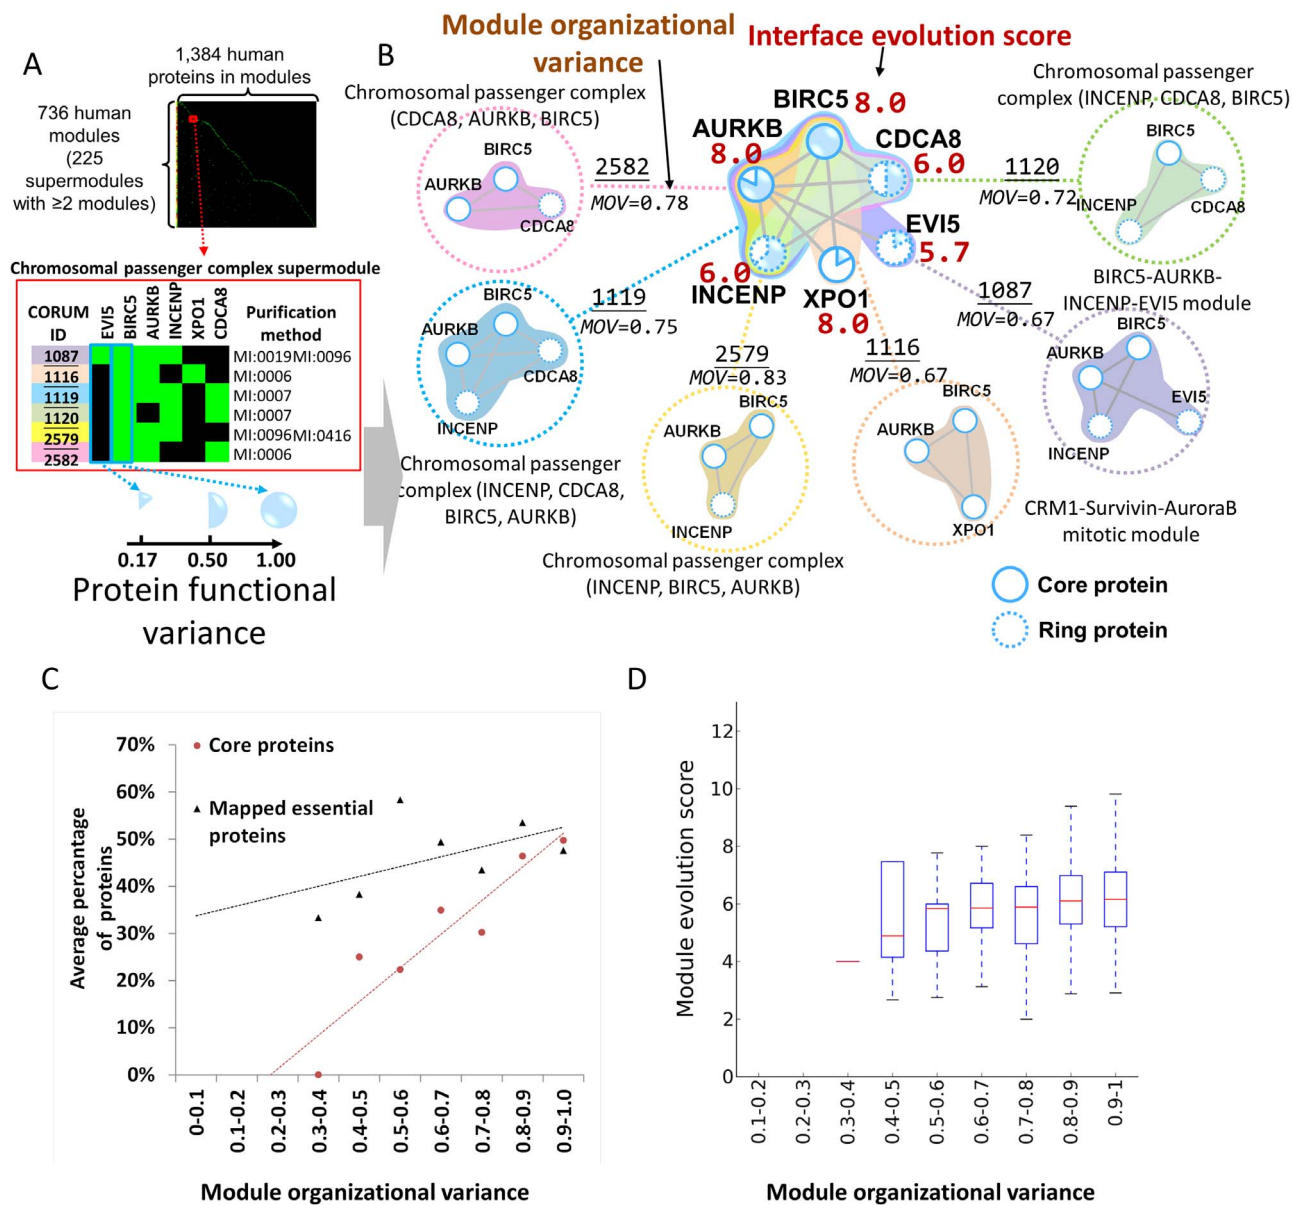 A
1,384 human
proteins in modules
736 human
modules
(225
supermodules
with ≥2 modules)
Chromosomal passenger complex supermodule
CORUM
ID
EVI5
BIRC5
AURKB
INCENP
XPO1
CDCA8
Purification
method
1087
MI:0019MI:0096
1116
MI:0006
1119
MI:0007
1120
MI:0007
2579
MI:0096MI:0416
2582
MI:0006
0.17
0.50
1.00
Protein functional
variance
B
Module organizational
variance
Interface evolution score
Chromosomal passenger complex
(CDCA8, AURKB, BIRC5)
BIRC5
AURKB
CDCA8
2582
MOV=0.78
BIRC5
8.0
AURKB
8.0
CDCA8
6.0
EVI5
5.7
INCENP
6.0
XPO1
8.0
Chromosomal passenger
complex (INCENP, CDCA8, BIRC5)
BIRC5
INCENP
CDCA8
1120
MOV=0.72
1119
MOV=0.75
BIRC5
AURKB
CDCA8
INCENP
Chromosomal passenger
complex (INCENP, CDCA8,
BIRC5, AURKB)
2579
MOV=0.83
BIRC5
AURKB
INCENP
Chromosomal passenger complex
(INCENP, BIRC5, AURKB)
1116
MOV=0.67
BIRC5
AURKB
XPO1
CRM1-Survivin-AuroraB
mitotic module
1087
MOV=0.67
BIRC5-AURKB-
INCENP-EVI5 module
BIRC5
AURKB
EVI5
INCENP
Core protein
Ring protein
C
Core proteins
Mapped essential
proteins
Average percantage
of proteins
70%
60%
50%
40%
30%
20%
10%
0%
0-0.1
0.1-0.2
0.2-0.3
0.3-0.4
0.4-0.5
0.5-0.6
0.6-0.7
0.7-0.8
0.8-0.9
0.9-1.0
Module organizational variance
D
Module evolution score
12
10
8
6
4
2
0
0.1-0.2
0.2-0.3
0.3-0.4
0.4-0.5
0.5-0.6
0.6-0.7
0.7-0.8
0.8-0.9
0.9-1
Module organizational variance